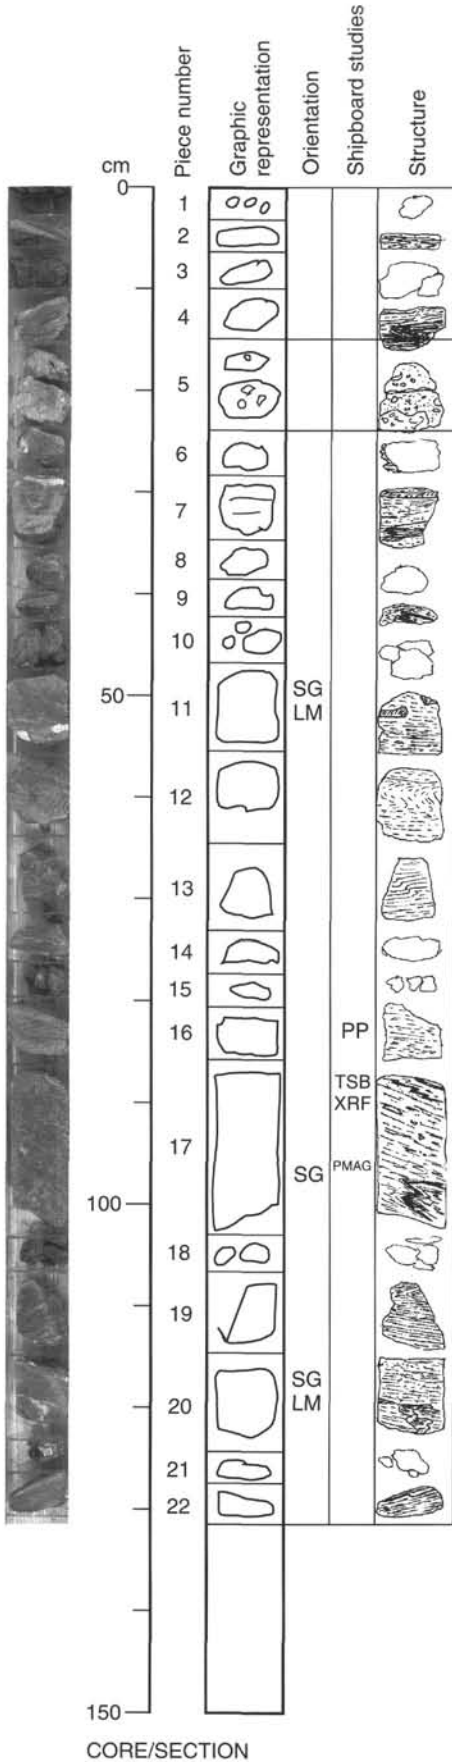 cm
Piece number
Graphic representation
Orientation
Shipboard studies
Structure
0
1
2
3
4
5
6
7
8
9
10
50
11
SG
LM
12
13
14
15
16
PP
TSB
XRF
17
SG
PMAG
100
18
19
SG
LM
20
21
22
150
CORE/SECTION